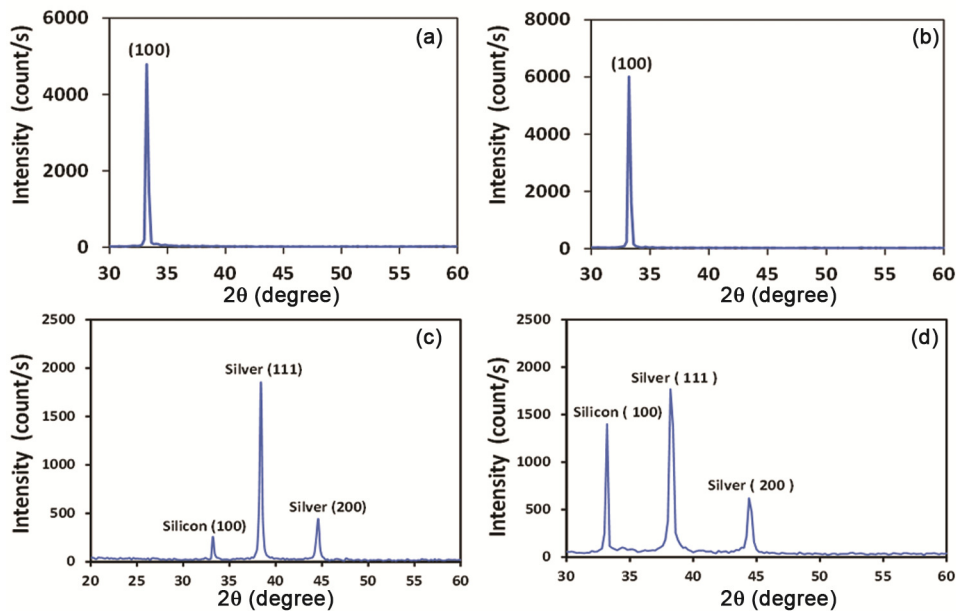 (a)
6000
4000
2000
0
(100)
30 35 40 45 50 55 60
2θ (degree)
Intensity (count/s)
(b)
8000
6000
4000
2000
0
(100)
30 35 40 45 50 55 60
2θ (degree)
Intensity (count/s)
(c)
2500
2000
1500
1000
500
0
Silver (111)
Silicon (100)
Silver (200)
20 25 30 35 40 45 50 55 60
2θ (degree)
Intensity (count/s)
(d)
2500
2000
1500
1000
500
0
Silver ( 111 )
Silicon ( 100)
Silver ( 200 )
30 35 40 45 50 55 60
2θ (degree)
Intensity (count/s)